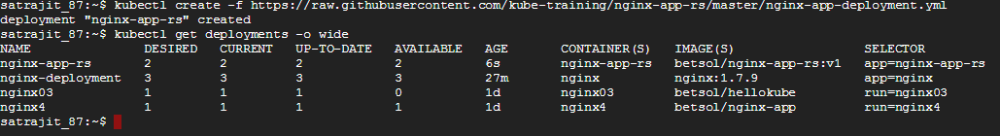 satrajit_87:~$ kubectl create -f https://raw.githubusercontent.com/kube-training/nginx-app-rs/master/nginx-app-deployment.yml
deployment "nginx-app-rs" created
satrajit_87:~$ kubectl get deployments -o wide
NAME DESIRED CURRENT UP-TO-DATE AVAILABLE AGE CONTAINER(S) IMAGE(S) SELECTOR
nginx-app-rs 2 2 2 2 6s nginx-app-rs betsol/nginx-app-rs:v1 app=nginx-app-rs
nginx-deployment 3 3 3 3 27m nginx nginx:1.7.9 app=nginx
nginx03 1 1 1 0 1d nginx03 betsol/hellokube run=nginx03
nginx4 1 1 1 1 1d nginx4 betsol/nginx-app run=nginx4
satrajit_87:~$